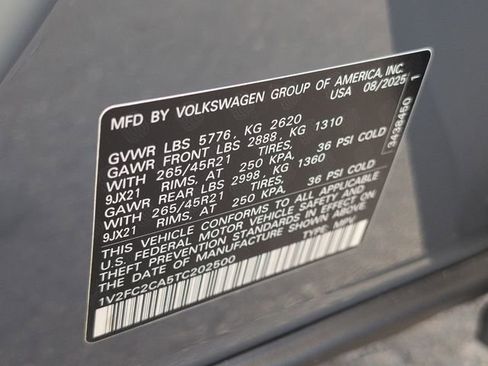 MFD BY VOLKSWAGEN GROUP OF AMERICA, INC.
USA 08/2025
GVWR LBS 5776, KG 2620
GAWR FRONT LBS 2888, KG 1310
WITH 265/45R21 TIRES,
9JX21 RIMS, AT 250 KPA, 36 PSI COLD
GAWR REAR LBS 2998, KG 1360
WITH 265/45R21 TIRES,
9JX21 RIMS, AT 250 KPA, 36 PSI COLD
THIS VEHICLE CONFORMS TO ALL APPLICABLE
U.S. FEDERAL MOTOR VEHICLE SAFETY AND
THEFT PREVENTION STANDARDS IN EFFECT ON
THE DATE OF MANUFACTURE SHOWN ABOVE.
1V2FC2CA5TC202500 TYPE: MPV
3438450 1